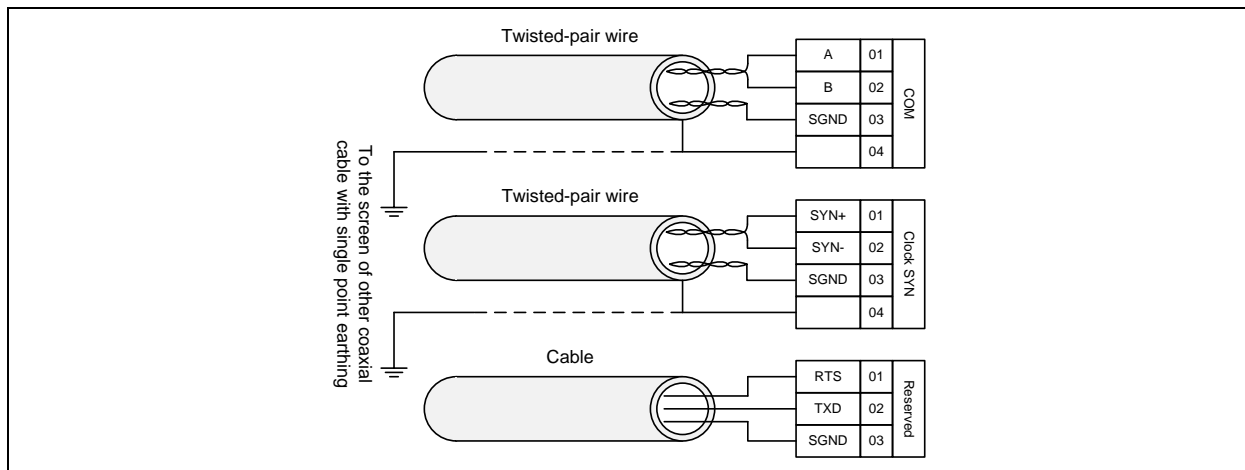 Twisted-pair wire
A 01
B 02
SGND 03
04
COM
To the screen of other coaxial
cable with single point earthing
Twisted-pair wire
SYN+ 01
SYN- 02
SGND 03
04
Clock SYN
Cable
RTS 01
TXD 02
SGND 03
Reserved